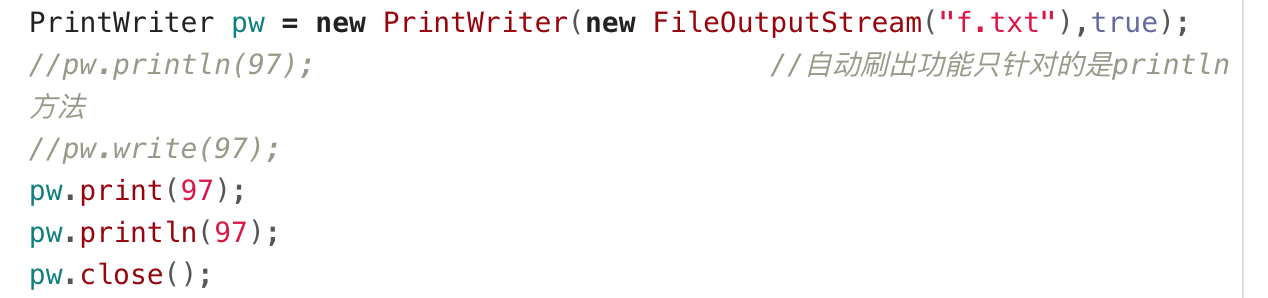 PrintWriter pw = new PrintWriter(new FileOutputStream("f.txt"),true);
//pw.println(97); //自动刷出功能只针对的是println
方法
//pw.write(97);
pw.print(97);
pw.println(97);
pw.close();